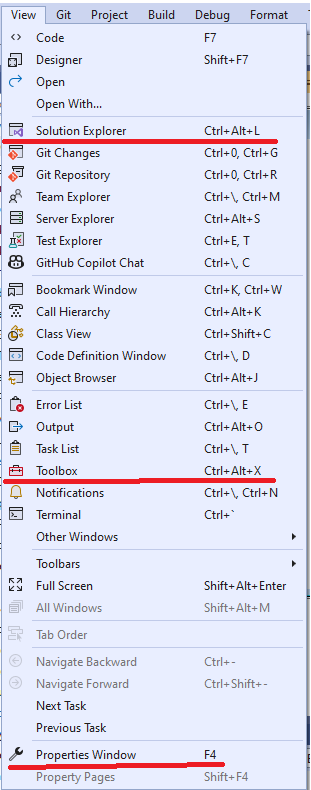 View Git Project Build Debug Format
Code F7
Designer Shift+F7
Open
Open With...
Solution Explorer Ctrl+Alt+L
Git Changes Ctrl+0, Ctrl+G
Git Repository Ctrl+0, Ctrl+R
Team Explorer Ctrl+\, Ctrl+M
Server Explorer Ctrl+Alt+S
Test Explorer Ctrl+E, T
GitHub Copilot Chat Ctrl+\, C
Bookmark Window Ctrl+K, Ctrl+W
Call Hierarchy Ctrl+Alt+K
Class View Ctrl+Shift+C
Code Definition Window Ctrl+\, D
Object Browser Ctrl+Alt+J
Error List Ctrl+\, E
Output Ctrl+Alt+O
Task List Ctrl+\, T
Toolbox Ctrl+Alt+X
Notifications Ctrl+\, Ctrl+N
Terminal Ctrl+`
Other Windows
Toolbars
Full Screen Shift+Alt+Enter
All Windows Shift+Alt+M
Tab Order
Navigate Backward Ctrl+-
Navigate Forward Ctrl+Shift+-
Next Task
Previous Task
Properties Window F4
Property Pages Shift+F4